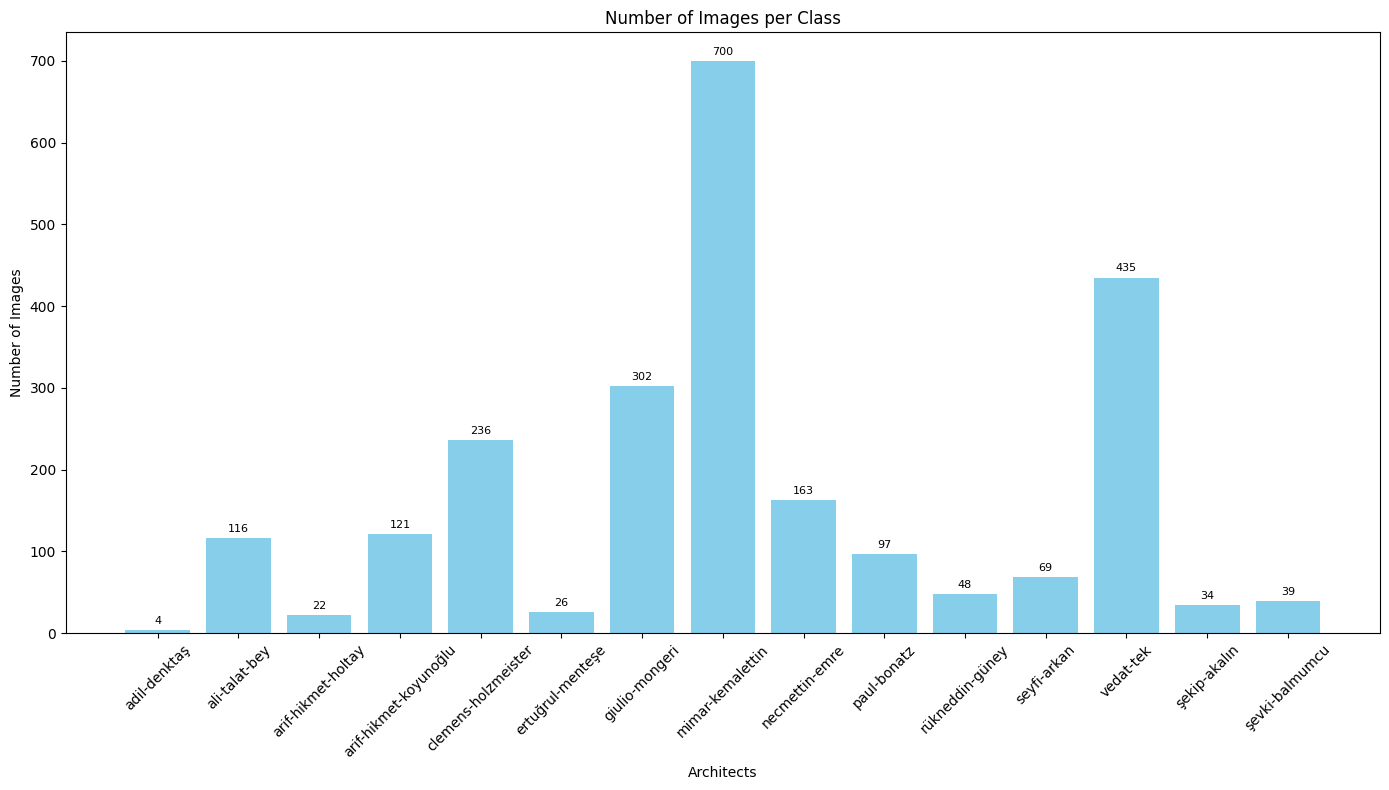 Number of Images per Class
Number of Images
700
600
500
400
300
200
100
0
4
116
22
121
236
26
302
700
163
97
48
69
435
34
39
adil-denktaş
ali-talat-bey
arif-hikmet-holtay
arif-hikmet-koyunoğlu
clemens-holzmeister
ertuğrul-menteşe
giulio-mongeri
mimar-kemalettin
necmettin-emre
paul-bonatz
rükneddin-güney
seyfi-arkan
vedat-tek
şekip-akalın
şevki-balmumcu
Architects